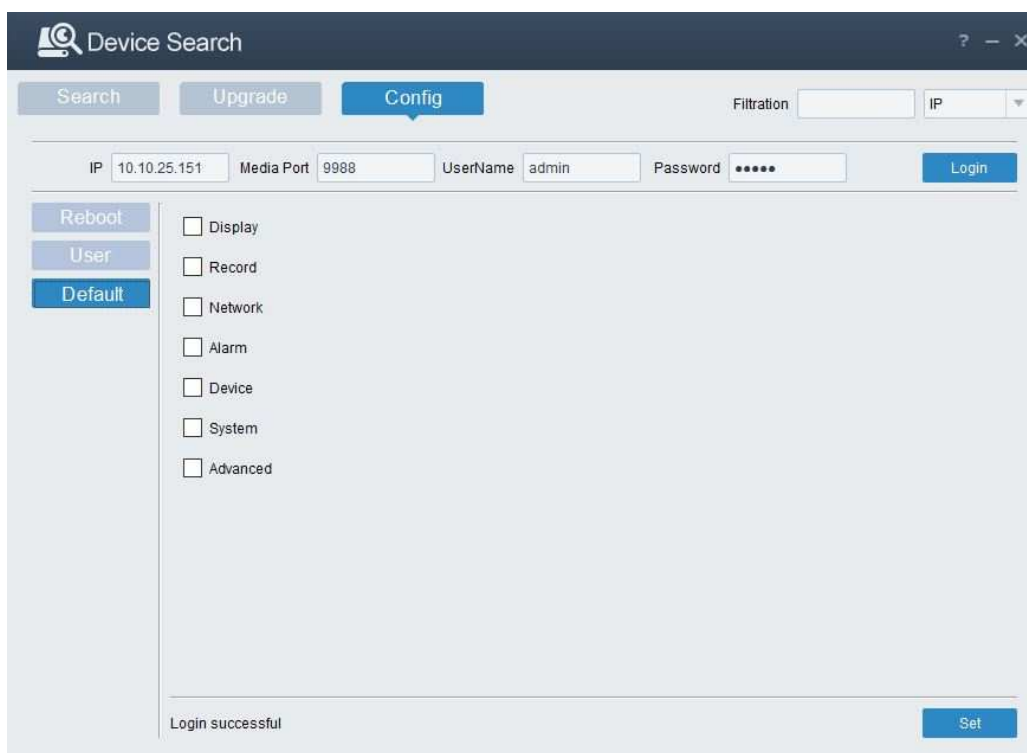 Device Search
? – ×
Search Upgrade Config Filtration IP
IP 10.10.25.151 Media Port 9988 UserName admin Password ●●●●● Login
Reboot
User
Default
Display
Record
Network
Alarm
Device
System
Advanced
Login successful Set